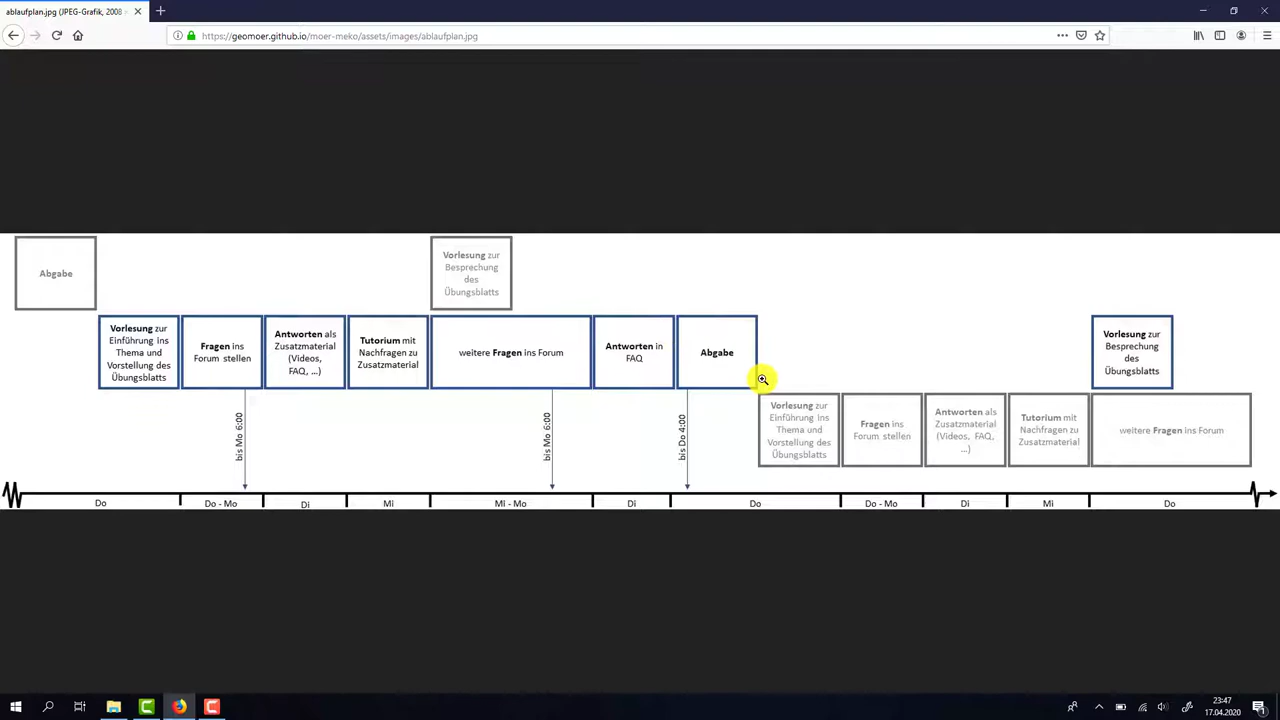 ablaufplan.jpg (JPEG-Grafik, 2008
https://geomoer.github.io/moer-meko/assets/images/ablaufplan.jpg
Abgabe
Vorlesung zur
Besprechung
des
Übungsblatts
Vorlesung zur
Einführung ins
Thema und
Vorstellung des
Übungsblatts
Fragen ins
Forum stellen
Antworten als
Zusatzmaterial
(Videos,
FAQ, ...)
Tutorium mit
Nachfragen zu
Zusatzmaterial
weitere Fragen ins Forum
Antworten in
FAQ
Abgabe
Vorlesung zur
Besprechung
des
Übungsblatts
Vorlesung zur
Einführung ins
Thema und
Vorstellung des
Übungsblatts
Fragen ins
Forum stellen
Antworten als
Zusatzmaterial
(Videos, FAQ,
...)
Tutorium mit
Nachfragen zu
Zusatzmaterial
weitere Fragen ins Forum
bis Mo 6:00
bis Mo 6:00
bis Do 4:00
Do
Do - Mo
Di
Mi
Mi - Mo
Di
Do
Do - Mo
Di
Mi
Do
23:47
17.04.2020